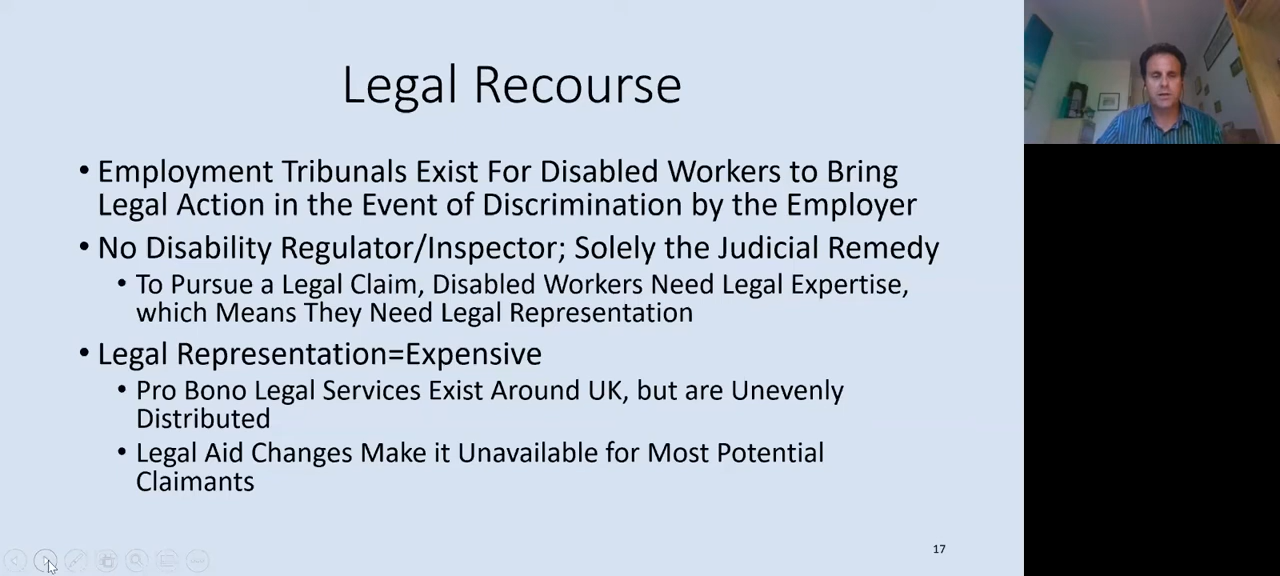 Legal Recourse
• Employment Tribunals Exist For Disabled Workers to Bring
Legal Action in the Event of Discrimination by the Employer
• No Disability Regulator/Inspector; Solely the Judicial Remedy
• To Pursue a Legal Claim, Disabled Workers Need Legal Expertise,
which Means They Need Legal Representation
• Legal Representation=Expensive
• Pro Bono Legal Services Exist Around UK, but are Unevenly
Distributed
• Legal Aid Changes Make it Unavailable for Most Potential
Claimants
17